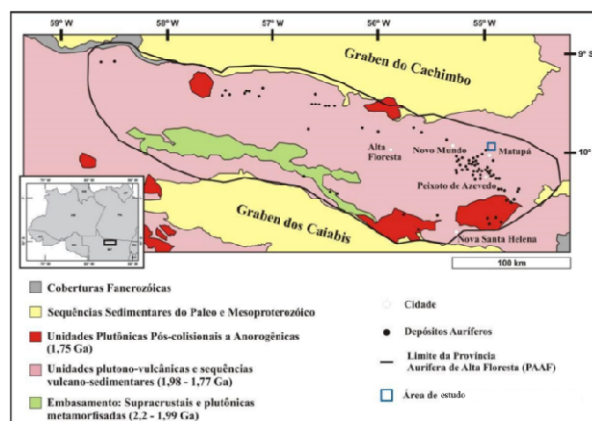 59° W
58° W
57° W
56° W
55° W
9° 3
10°
Graben do Cachimbo
Alta
Floresta
Novo Mundo
Matupá
Peixoto de Azevedo
Graben dos Caiabis
Nova Santa Helena
100 km
Coberturas Fanerozóicas
Sequências Sedimentares do Paleo e Mesoproterozóico
Unidades Plutônicas Pós-colisionais a Anorogênicas
(1,75 Ga)
Unidades plutono-vulcânicas e sequências
vulcano-sedimentares (1,98 - 1,77 Ga)
Embasamento: Supracrustais e plutônicas
metamorfisadas (2,2 - 1,99 Ga)
Cidade
Depósitos Auríferos
Limite da Província
Aurífera de Alta Floresta (PAAF)
Área de estudo